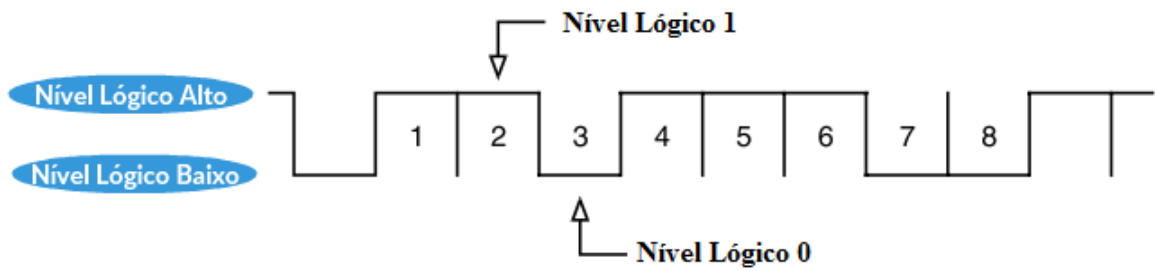 Nível Lógico 1
Nível Lógico Alto
1 2 3 4 5 6 7 8
Nível Lógico Baixo
Nível Lógico 0